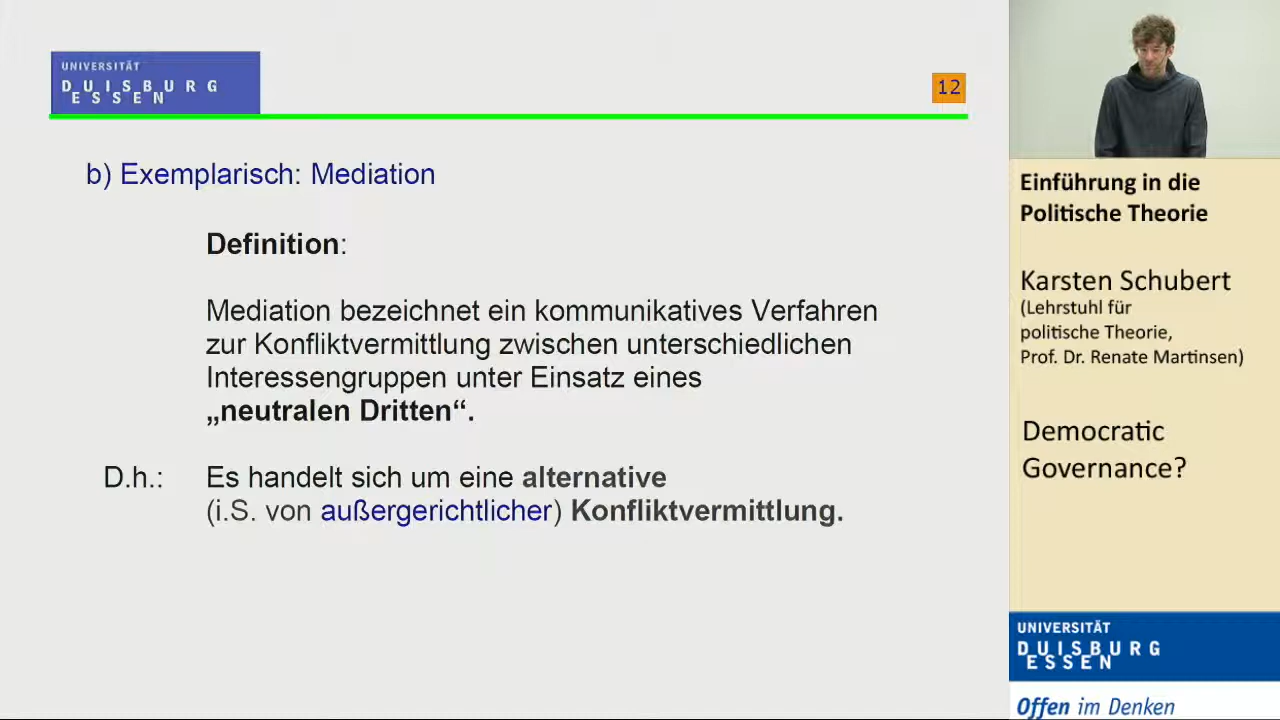 UNIVERSITÄT
DUISBURG
ESSEN
12
b) Exemplarisch: Mediation
Definition:
Mediation bezeichnet ein kommunikatives Verfahren
zur Konfliktvermittlung zwischen unterschiedlichen
Interessengruppen unter Einsatz eines
„neutralen Dritten“.
D.h.: Es handelt sich um eine alternative
(i.S. von außergerichtlicher) Konfliktvermittlung.
Einführung in die
Politische Theorie
Karsten Schubert
(Lehrstuhl für
politische Theorie,
Prof. Dr. Renate Martinsen)
Democratic
Governance?
UNIVERSITÄT
DUISBURG
ESSEN
Offen im Denken